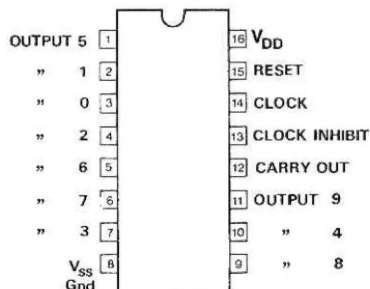 OUTPUT 5 1 16 VDD
" 1 2 15 RESET
" 0 3 14 CLOCK
" 2 4 13 CLOCK INHIBIT
" 6 5 12 CARRY OUT
" 7 6 11 OUTPUT 9
" 3 7 10 " 4
VSS 8 9 " 8
Gnd